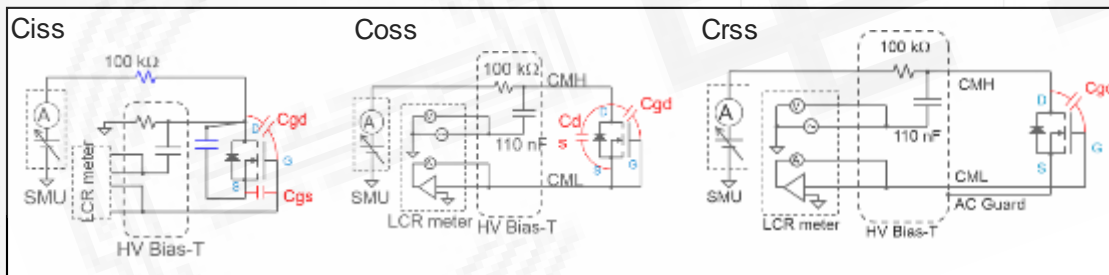 Ciss
100 kΩ
A
SMU
LCR meter
HV Bias-T
D
Cgd
G
S
Cgs
Coss
100 kΩ
CMH
A
V
110 nF
Cd
s
D
Cgd
G
S
A
CML
SMU
LCR meter
HV Bias-T
Crss
100 kΩ
CMH
A
V
110 nF
D
Cgd
S
G
A
CML
AC Guard
SMU
LCR meter
HV Bias-T